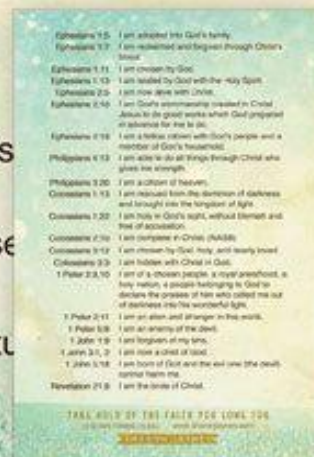 S
SE
Ephesians 1:5 I am adopted into God's family.
Ephesians 1:7 I am redeemed and forgiven through Christ's
blood.
Ephesians 1:11 I am chosen by God.
Ephesians 1:13 I am sealed by God with the Holy Spirit.
Ephesians 2:5 I am now alive with Christ.
Ephesians 2:10 I am God's workmanship created in Christ
Jesus to do good works which God prepared
in advance for me to do.
Ephesians 2:19 I am a fellow citizen with God's people and a
member of God's household.
Philippians 4:13 I am able to do all things through Christ who
gives me strength.
Philippians 3:20 I am a citizen of heaven.
Colossians 1:13 I am rescued from the dominion of darkness
and brought into the kingdom of light.
Colossians 1:22 I am holy in God's sight, without blemish and
free of accusation.
Colossians 2:10 I am complete in Christ. (NASB)
Colossians 3:12 I am chosen by God, holy, and dearly loved.
Colossians 3:3 I am hidden with Christ in God.
1 Peter 2:9,10 I am of a chosen people, a royal priesthood, a
holy nation, a people belonging to God to
declare the praises of him who called me out
of darkness into his wonderful light.
1 Peter 2:11 I am an alien and stranger in this world.
1 Peter 5:8 I am an enemy of the devil.
1 John 1:9 I am forgiven of my sins.
1 John 3:1, 2 I am now a child of God.
1 John 5:18 I am born of God and the evil one (the devil)
cannot harm me.
Revelation 21:9 I am the bride of Christ.
TAKE HOLD OF THE FAITH YOU LONG FOR